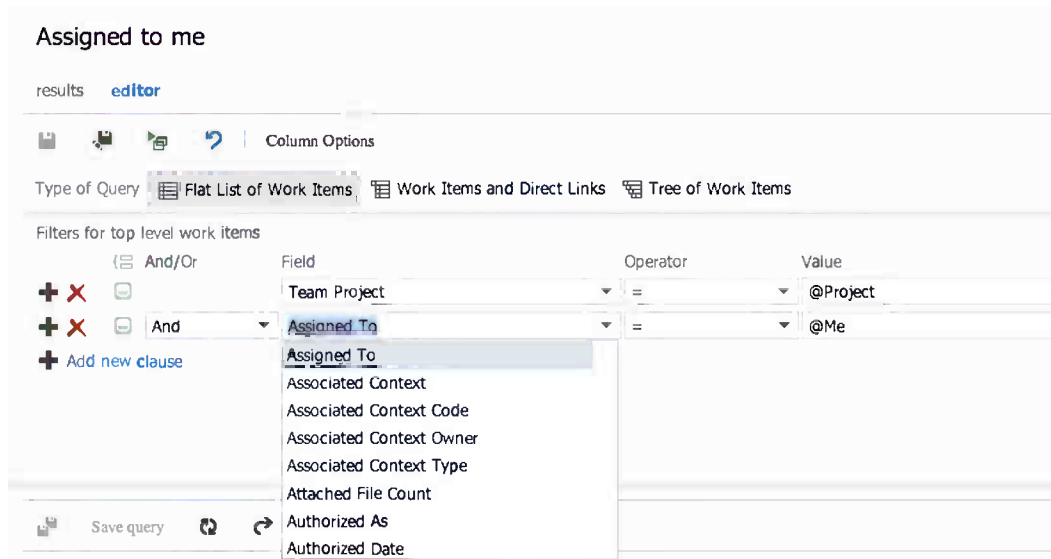 Assigned to me
results editor
Column Options
Type of Query Flat List of Work Items Work Items and Direct Links Tree of Work Items
Filters for top level work items
And/Or Field Operator Value
Team Project = @Project
And Assigned To = @Me
Add new clause
Assigned To
Associated Context
Associated Context Code
Associated Context Owner
Associated Context Type
Attached File Count
Save query
Authorized As
Authorized Date